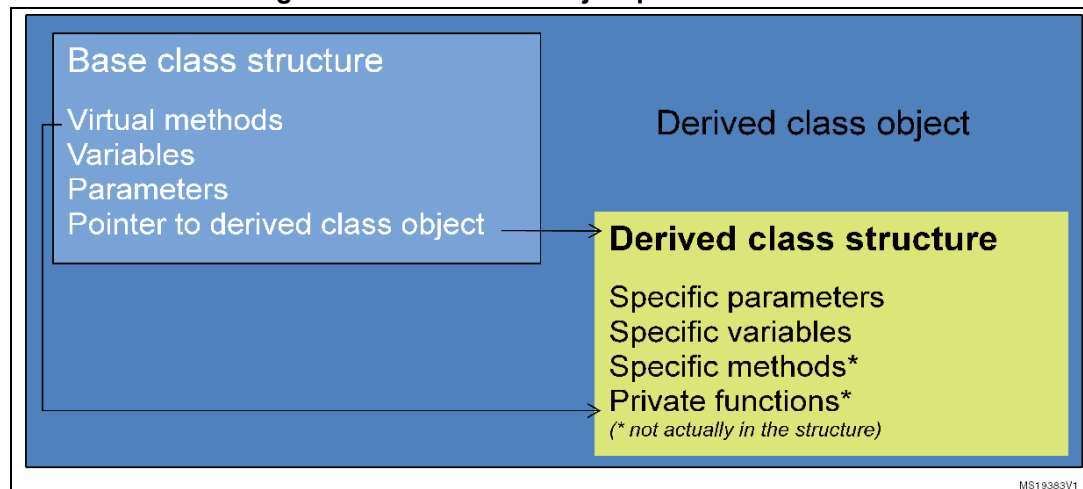 Base class structure
Virtual methods
Variables
Parameters
Pointer to derived class object
Derived class object
Derived class structure
Specific parameters
Specific variables
Specific methods*
Private functions*
(* not actually in the structure)
MS19383V1